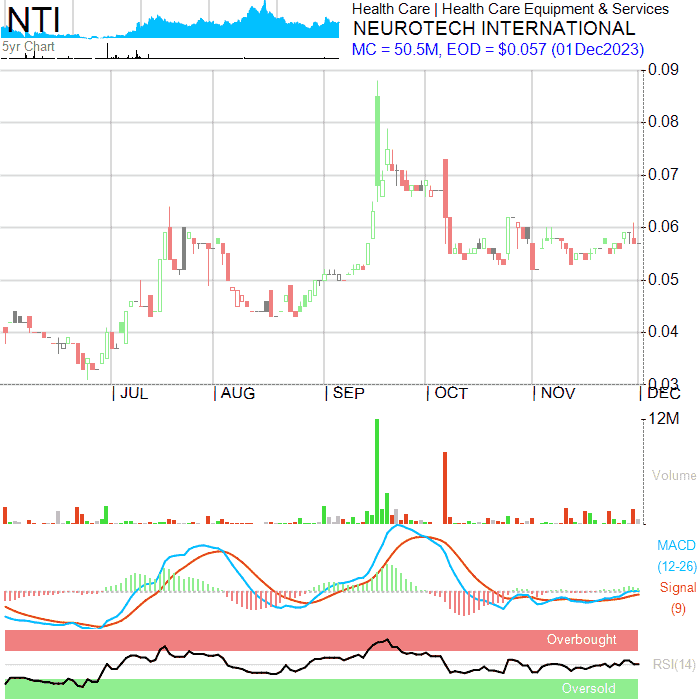 NTI
Health Care | Health Care Equipment & Services
NEUROTECH INTERNATIONAL
MC = 50.5M, EOD = $0.057 (01Dec2023)
5yr Chart
0.09
0.08
0.07
0.06
0.05
0.04
0.03
JUL
AUG
SEP
OCT
NOV
DEC
12M
Volume
MACD
(12-26)
Signal
(9)
Overbought
RSI(14)
Oversold